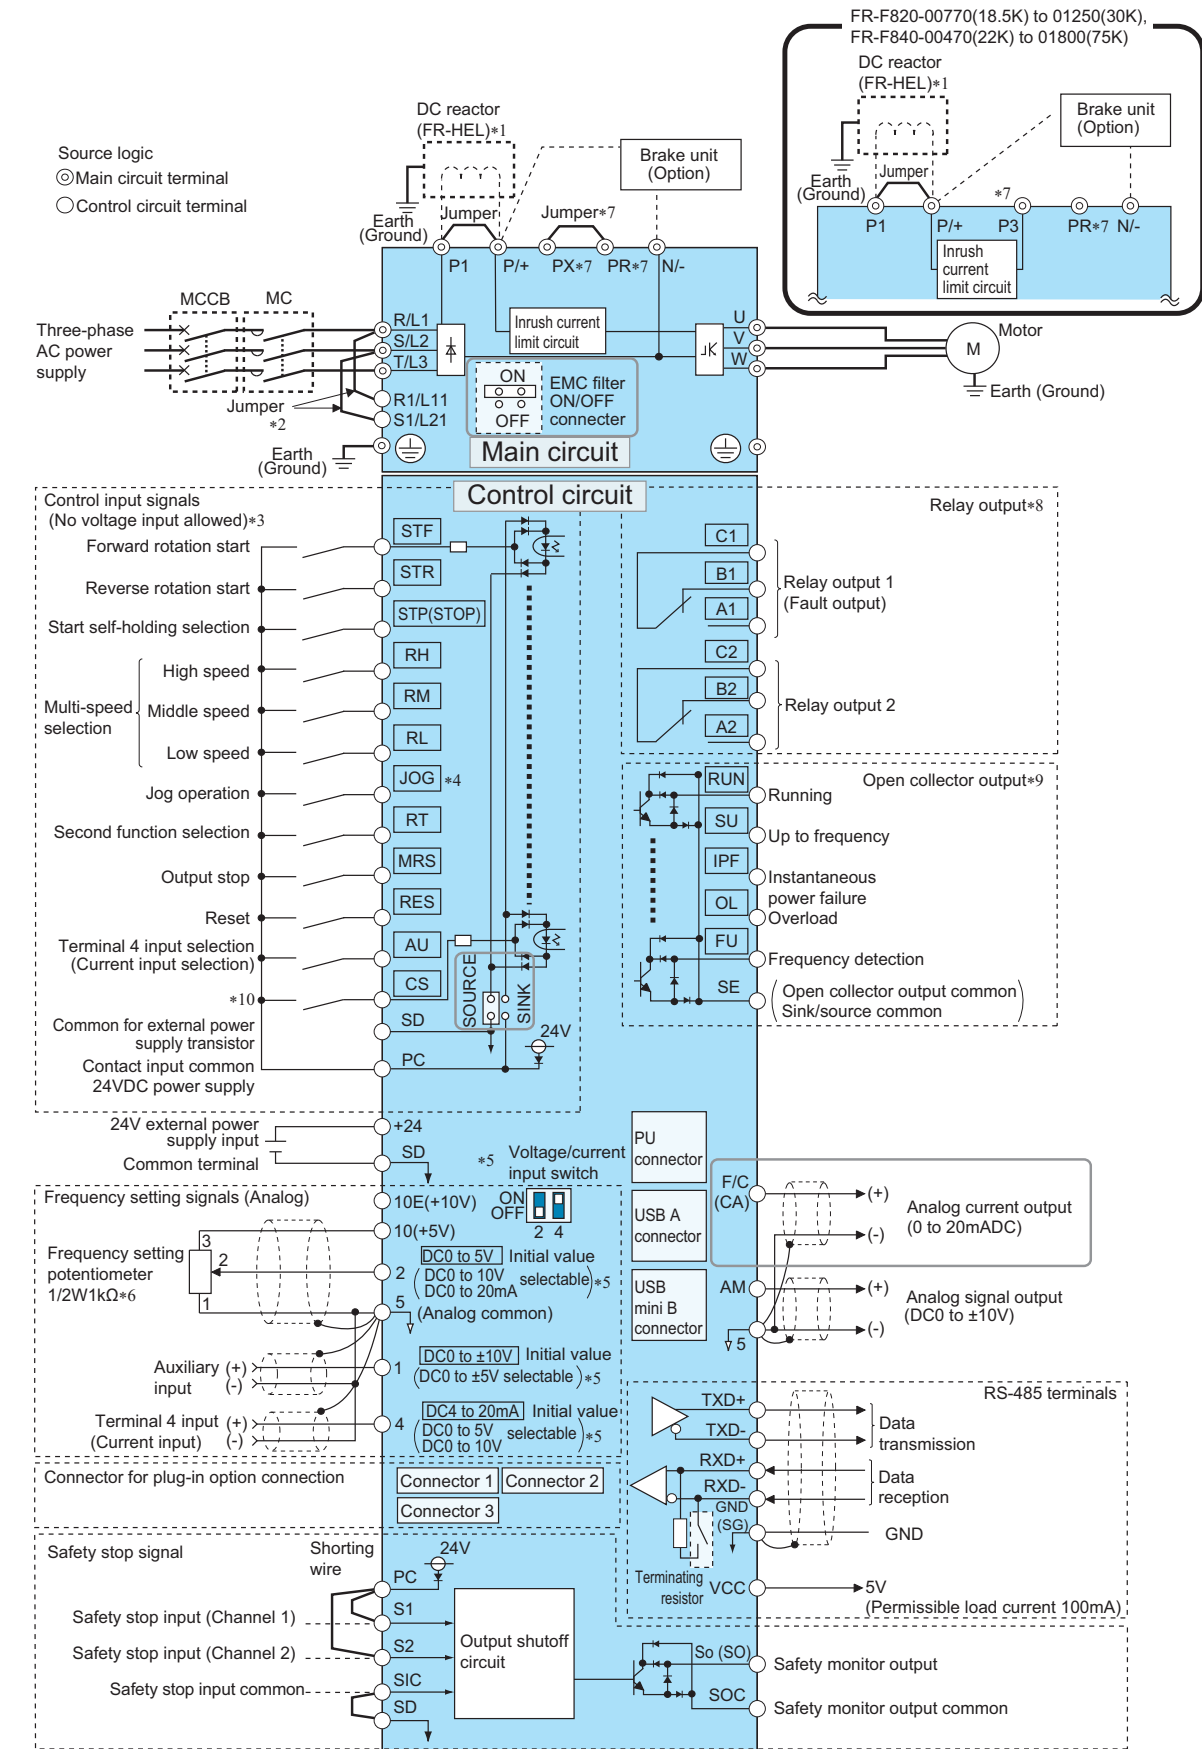 FR-F820-00770(18.5K) to 01250(30K),
FR-F840-00470(22K) to 01800(75K)
DC reactor
(FR-HEL)*1
Brake unit
(Option)
Earth
(Ground)
Jumper
*7
P1
P/+
P3
PR*7
N/-
Inrush
current
limit circuit
Source logic
Main circuit terminal
Control circuit terminal
DC reactor
(FR-HEL)*1
Brake unit
(Option)
Earth
(Ground)
Jumper
Jumper*7
P1
P/+
PX*7
PR*7
N/-
MCCB
MC
Three-phase
AC power
supply
R/L1
S/L2
T/L3
R1/L11
S1/L21
Jumper
*2
Earth
(Ground)
Inrush current
limit circuit
ON
OFF
EMC filter
ON/OFF
connecter
U
V
W
Motor
M
Earth (Ground)
Main circuit
Control circuit
Control input signals
(No voltage input allowed)*3
Forward rotation start
STF
Reverse rotation start
STR
Start self-holding selection
STP(STOP)
Multi-speed
selection
High speed
RH
Middle speed
RM
Low speed
RL
Jog operation
JOG
*4
Second function selection
RT
Output stop
MRS
Reset
RES
Terminal 4 input selection
(Current input selection)
AU
*10
CS
SOURCE
SINK
Common for external power
supply transistor
SD
24V
Contact input common
24VDC power supply
PC
Relay output*8
C1
B1
A1
Relay output 1
(Fault output)
C2
B2
A2
Relay output 2
Open collector output*9
RUN
Running
SU
Up to frequency
IPF
Instantaneous
power failure
OL
Overload
FU
Frequency detection
SE
Open collector output common
Sink/source common
24V external power
supply input
+24
Common terminal
SD
*5
Voltage/current
input switch
PU
connector
USB A
connector
USB
mini B
connector
Frequency setting signals (Analog)
10E(+10V)
ON
OFF
2 4
10(+5V)
Frequency setting
potentiometer
1/2W1kΩ*6
3
2
1
2
DC0 to 5V
Initial value
DC0 to 10V
DC0 to 20mA
selectable
*5
5
(Analog common)
Auxiliary
input
(+)
(-)
1
DC0 to ±10V
Initial value
(DC0 to ±5V selectable)*5
Terminal 4 input
(Current input)
(+)
(-)
4
DC4 to 20mA
Initial value
DC0 to 5V
DC0 to 10V
selectable
*5
F/C
(CA)
(+)
(-)
Analog current output
(0 to 20mADC)
AM
5
(+)
(-)
Analog signal output
(DC0 to ±10V)
RS-485 terminals
TXD+
TXD-
Data
transmission
RXD+
RXD-
Data
reception
GND
(SG)
GND
Terminating
resistor
VCC
5V
(Permissible load current 100mA)
Connector for plug-in option connection
Connector 1
Connector 2
Connector 3
Safety stop signal
Shorting
wire
24V
PC
Safety stop input (Channel 1)
S1
Safety stop input (Channel 2)
S2
Safety stop input common
SIC
SD
Output shutoff
circuit
So (SO)
Safety monitor output
SOC
Safety monitor output common